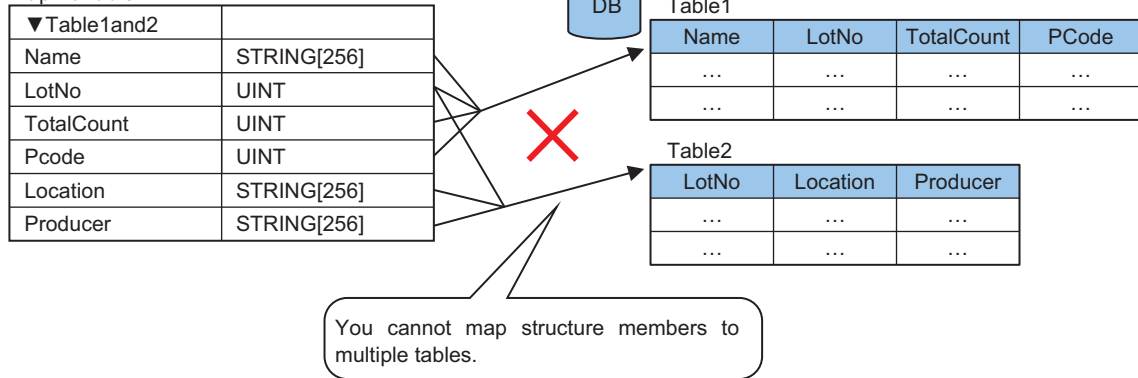 ▼Table1and2
Name STRING[256]
LotNo UINT
TotalCount UINT
Pcode UINT
Location STRING[256]
Producer STRING[256]
DB
Table1
Name LotNo TotalCount PCode
… … … …
… … … …
Table2
LotNo Location Producer
… … …
… … …
You cannot map structure members to
multiple tables.